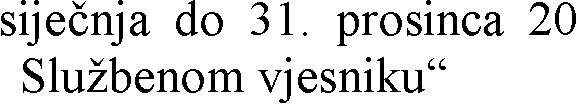 siječnja do 31. prosinca 20
Službenom vjesniku“